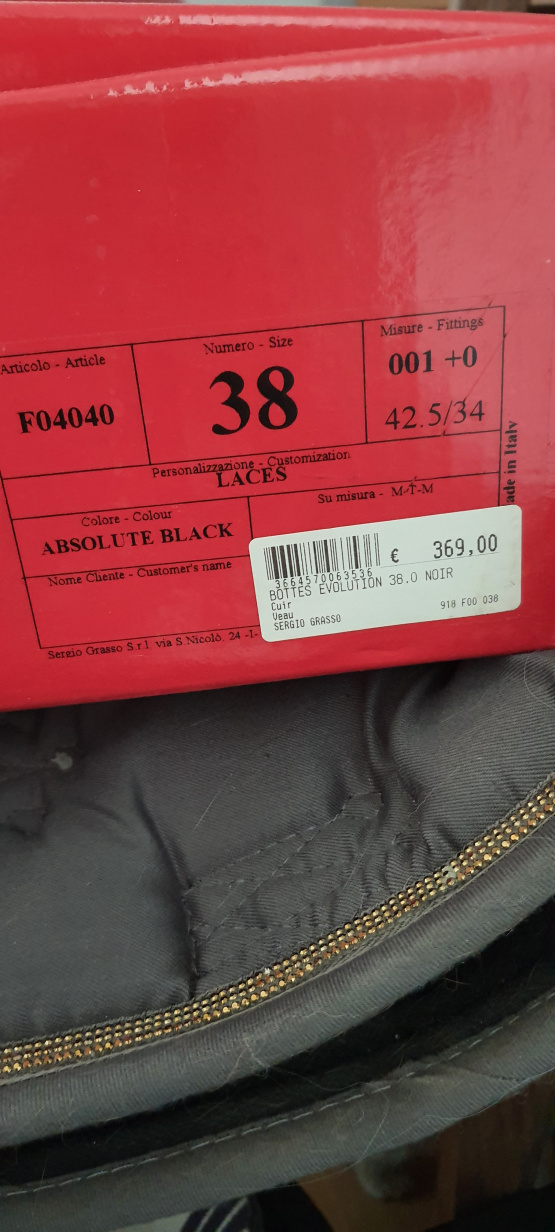 Articolo - Article
F04040
Numero - Size
38
Misure - Fittings
001 +0
42.5/34
Personalizzazione - Customization
LACES
Colore - Colour
ABSOLUTE BLACK
Su misura - M-T-M
Nome Cliente - Customer's name
Sergio Grasso S.r.l via S.Nicolò, 24 -I-
ade in Italy
€ 369,00
3664570063536
BOTTES EVOLUTION 38.0 NOIR
Cuir
Veau
SERGIO GRASSO
918 F00 038